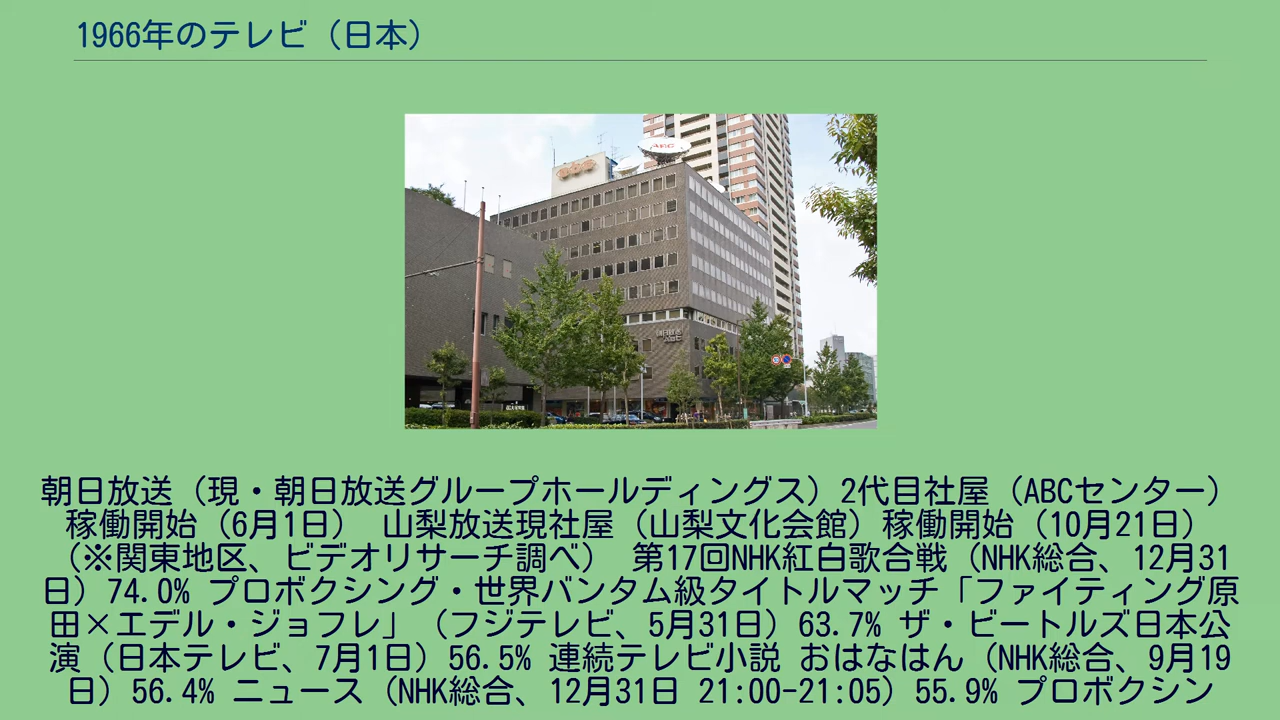 1966年のテレビ（日本）
ABC
朝日放送（現・朝日放送グループホールディングス）2代目社屋（ABCセンター）
稼働開始（6月1日） 山梨放送現社屋（山梨文化会館）稼働開始（10月21日）
（※関東地区、ビデオリサーチ調べ） 第17回NHK紅白歌合戦（NHK総合、12月31
日）74.0% プロボクシング・世界バンタム級タイトルマッチ「ファイティング原
田×エデル・ジョフレ」（フジテレビ、5月31日）63.7% ザ・ビートルズ日本公
演（日本テレビ、7月1日）56.5% 連続テレビ小説 おはなはん（NHK総合、9月19
日）56.4% ニュース（NHK総合、12月31日 21:00-21:05）55.9% プロボクシン